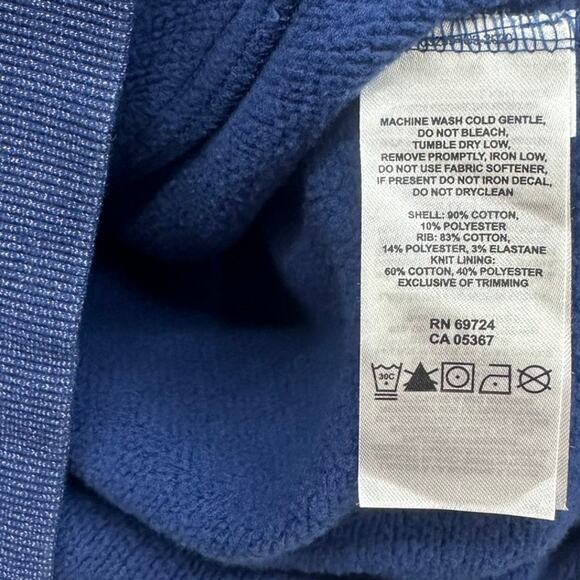 MACHINE WASH COLD GENTLE,
DO NOT BLEACH,
TUMBLE DRY LOW,
REMOVE PROMPTLY, IRON LOW,
DO NOT USE FABRIC SOFTENER,
IF PRESENT DO NOT IRON DECAL,
DO NOT DRYCLEAN
SHELL: 90% COTTON,
10% POLYESTER
RIB: 83% COTTON,
14% POLYESTER, 3% ELASTANE
KNIT LINING:
60% COTTON, 40% POLYESTER
EXCLUSIVE OF TRIMMING
RN 69724
CA 05367
30C